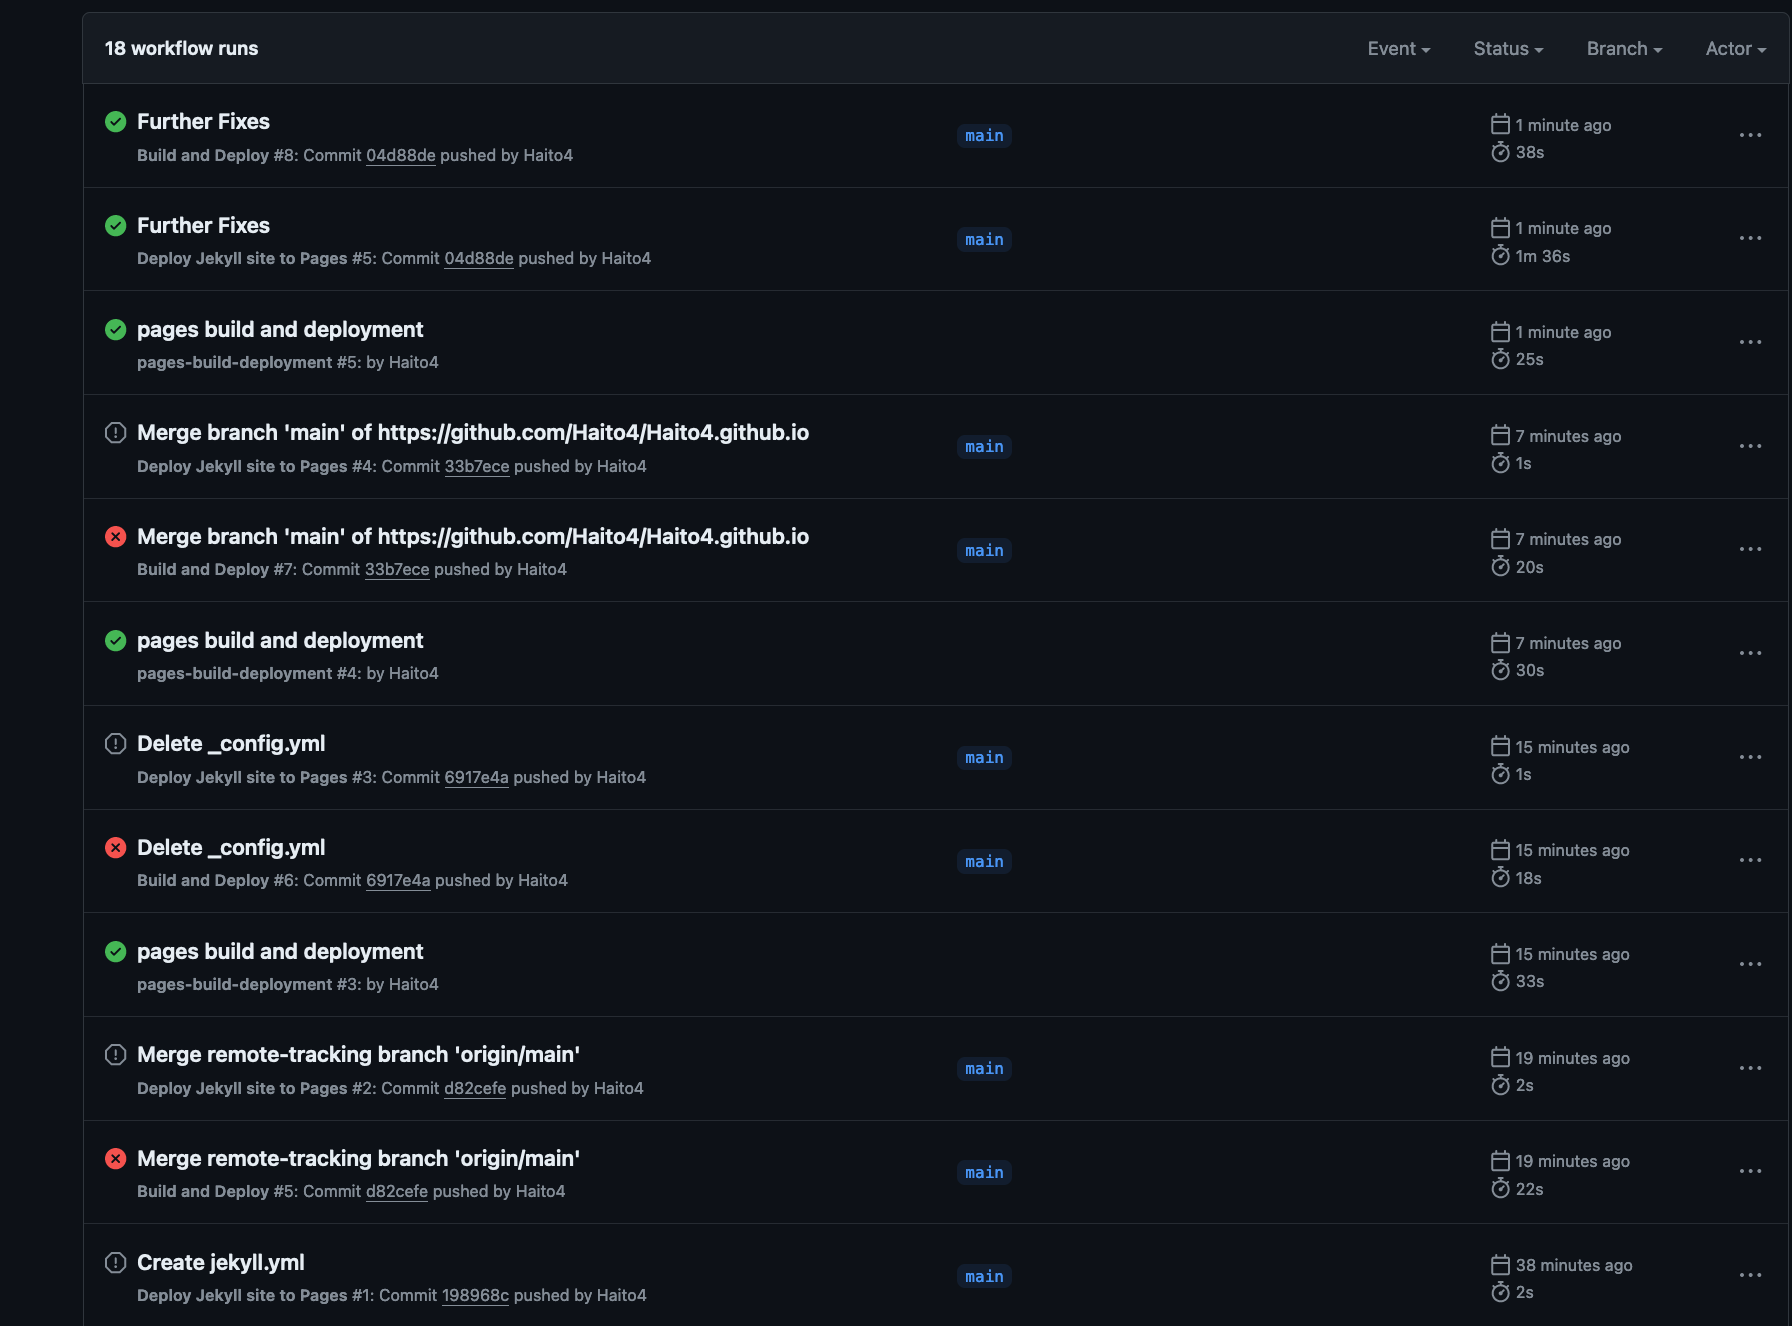 18 workflow runs
Event Status Branch Actor
Further Fixes
Build and Deploy #8: Commit 04d88de pushed by Haito4
main
1 minute ago
38s
Further Fixes
Deploy Jekyll site to Pages #5: Commit 04d88de pushed by Haito4
main
1 minute ago
1m 36s
pages build and deployment
pages-build-deployment #5: by Haito4
1 minute ago
25s
Merge branch 'main' of https://github.com/Haito4/Haito4.github.io
Deploy Jekyll site to Pages #4: Commit 33b7ece pushed by Haito4
main
7 minutes ago
1s
Merge branch 'main' of https://github.com/Haito4/Haito4.github.io
Build and Deploy #7: Commit 33b7ece pushed by Haito4
main
7 minutes ago
20s
pages build and deployment
pages-build-deployment #4: by Haito4
7 minutes ago
30s
Delete _config.yml
Deploy Jekyll site to Pages #3: Commit 6917e4a pushed by Haito4
main
15 minutes ago
1s
Delete _config.yml
Build and Deploy #6: Commit 6917e4a pushed by Haito4
main
15 minutes ago
18s
pages build and deployment
pages-build-deployment #3: by Haito4
15 minutes ago
33s
Merge remote-tracking branch 'origin/main'
Deploy Jekyll site to Pages #2: Commit d82cefe pushed by Haito4
main
19 minutes ago
2s
Merge remote-tracking branch 'origin/main'
Build and Deploy #5: Commit d82cefe pushed by Haito4
main
19 minutes ago
22s
Create jekyll.yml
Deploy Jekyll site to Pages #1: Commit 198968c pushed by Haito4
main
38 minutes ago
2s